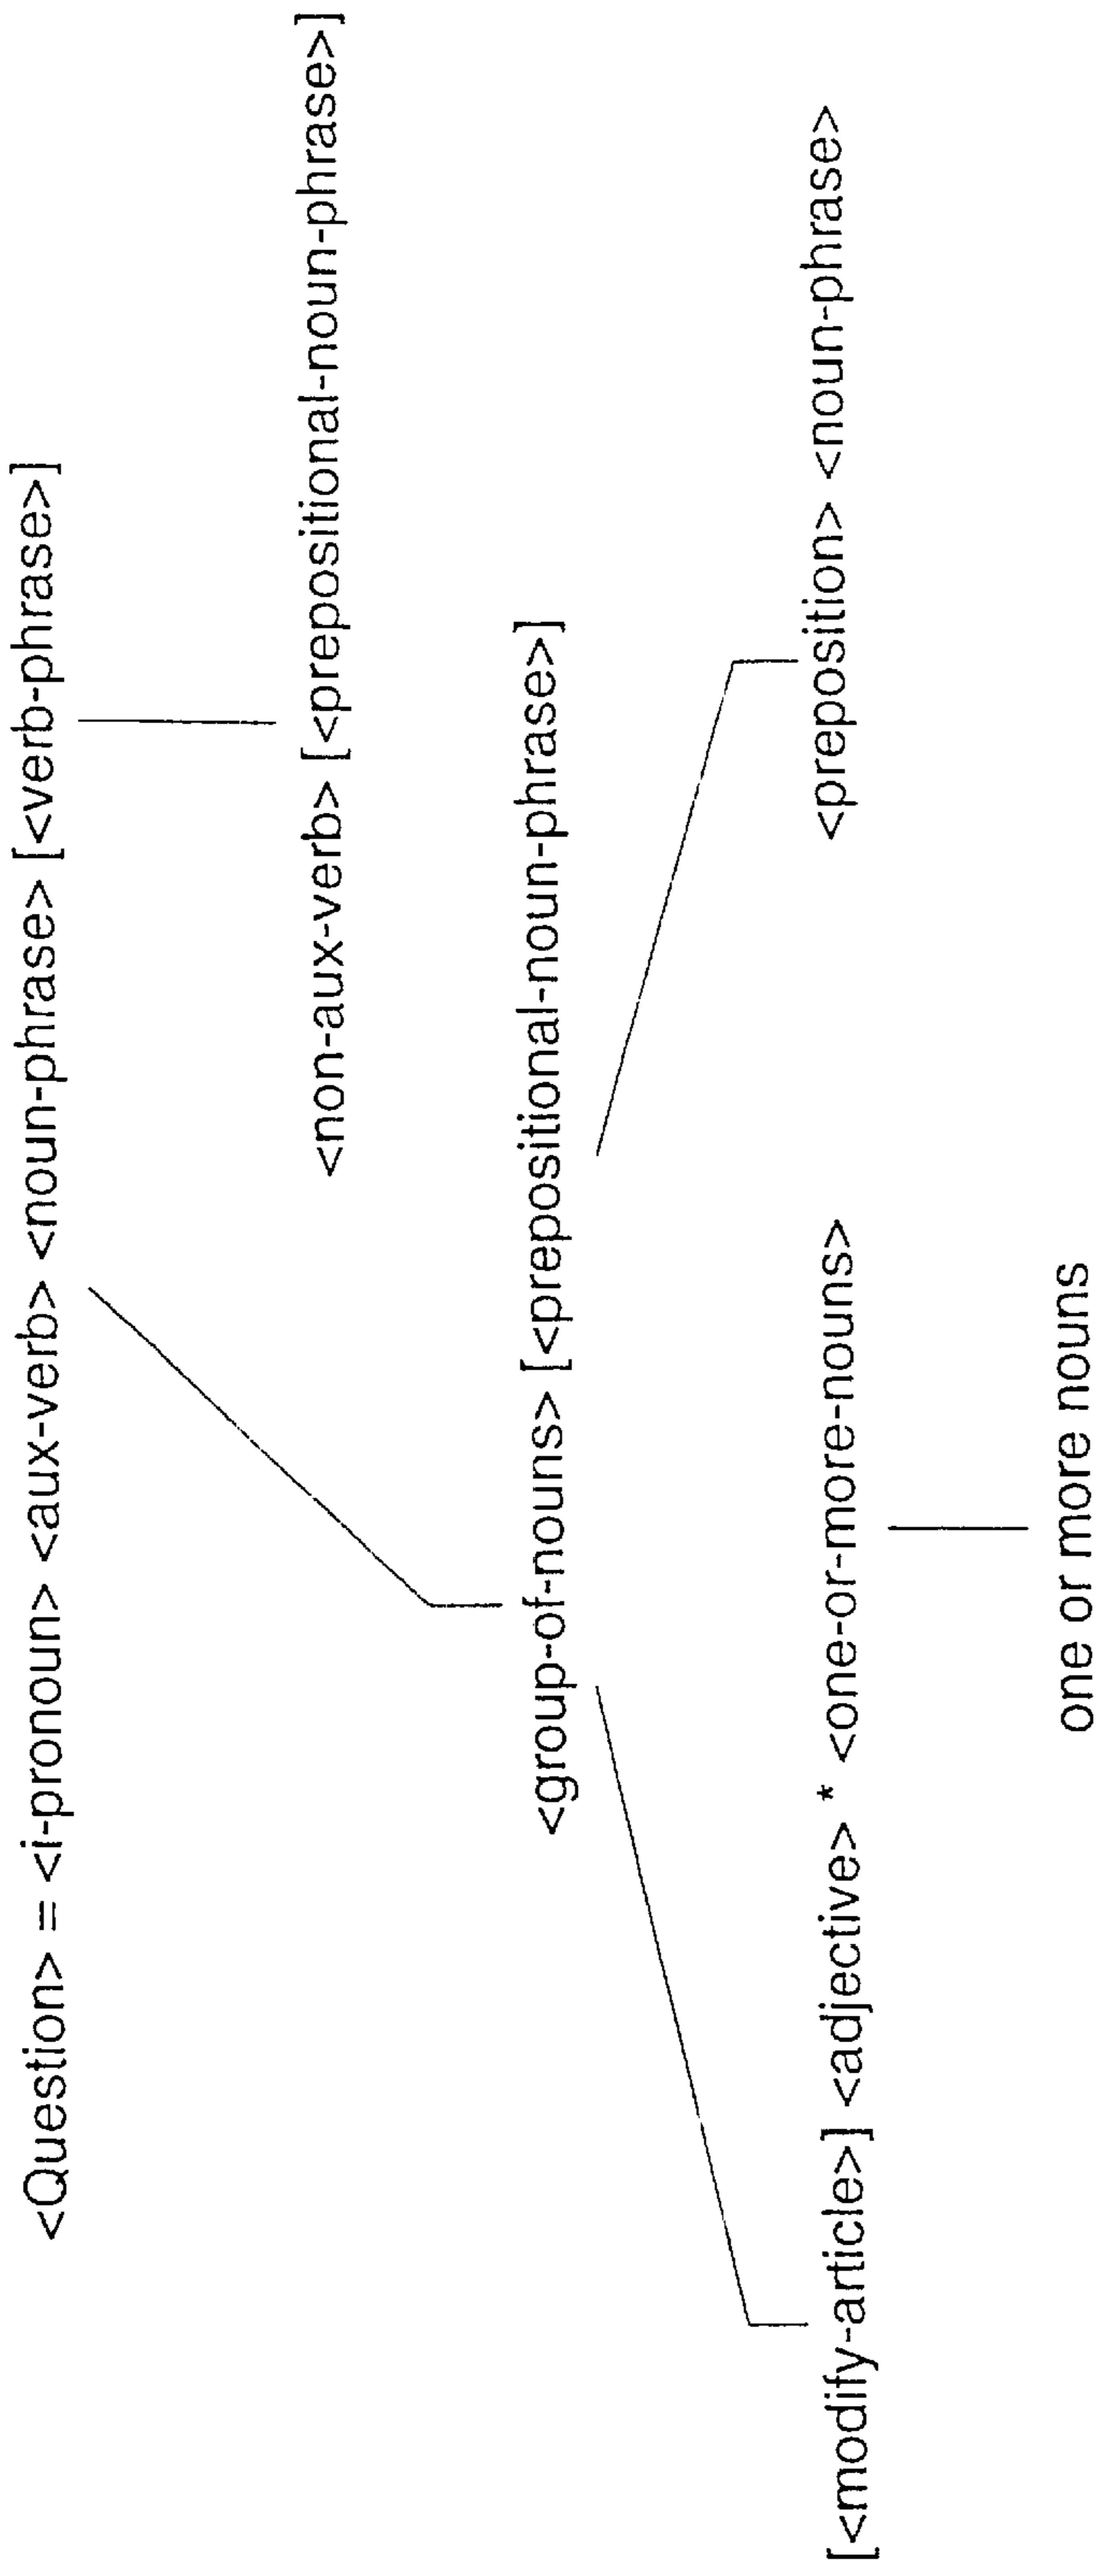 <Question> = <i-pronoun> <aux-verb> <noun-phrase> [<verb-phrase>]
<non-aux-verb> [<prepositional-noun-phrase>]
<group-of-nouns> [<prepositional-noun-phrase>]
[<modify-article>] <adjective> * <one-or-more-nouns>
<preposition> <noun-phrase>
one or more nouns